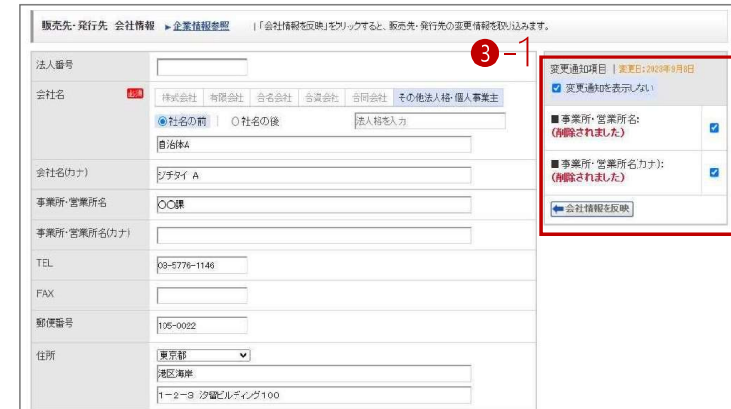 販売先・発行先 会社情報 ▶企業情報参照 |「会社情報を反映」をクリックすると、販売先・発行先の変更情報を取り込みます。
❸-1
法人番号
会社名 必須 株式会社 有限会社 合名会社 合資会社 合同会社 その他法人格・個人事業主
社名の前 | 社名の後 法人格を入力
自治体A
会社名(カナ) ジチタイ A
事業所・営業所名 〇〇課
事業所・営業所名(カナ)
TEL 03-5776-1146
FAX
郵便番号 105-0022
住所 東京都
港区海岸
1-2-3 汐留ビルディング100
変更通知項目 | 変更日:2023年9月8日
変更通知を表示しない
■事業所・営業所名:
(削除されました)
■事業所・営業所名カナ):
(削除されました)
会社情報を反映